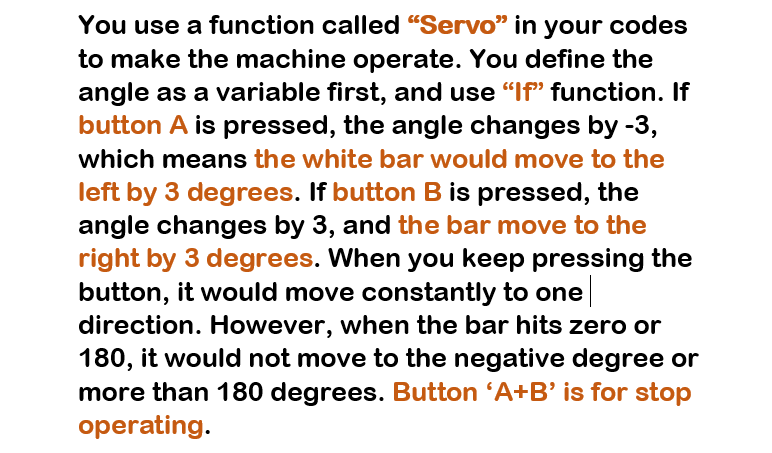 You use a function called “Servo” in your codes
to make the machine operate. You define the
angle as a variable first, and use “If” function. If
button A is pressed, the angle changes by -3,
which means the white bar would move to the
left by 3 degrees. If button B is pressed, the
angle changes by 3, and the bar move to the
right by 3 degrees. When you keep pressing the
button, it would move constantly to one
direction. However, when the bar hits zero or
180, it would not move to the negative degree or
more than 180 degrees. Button ‘A+B’ is for stop
operating.